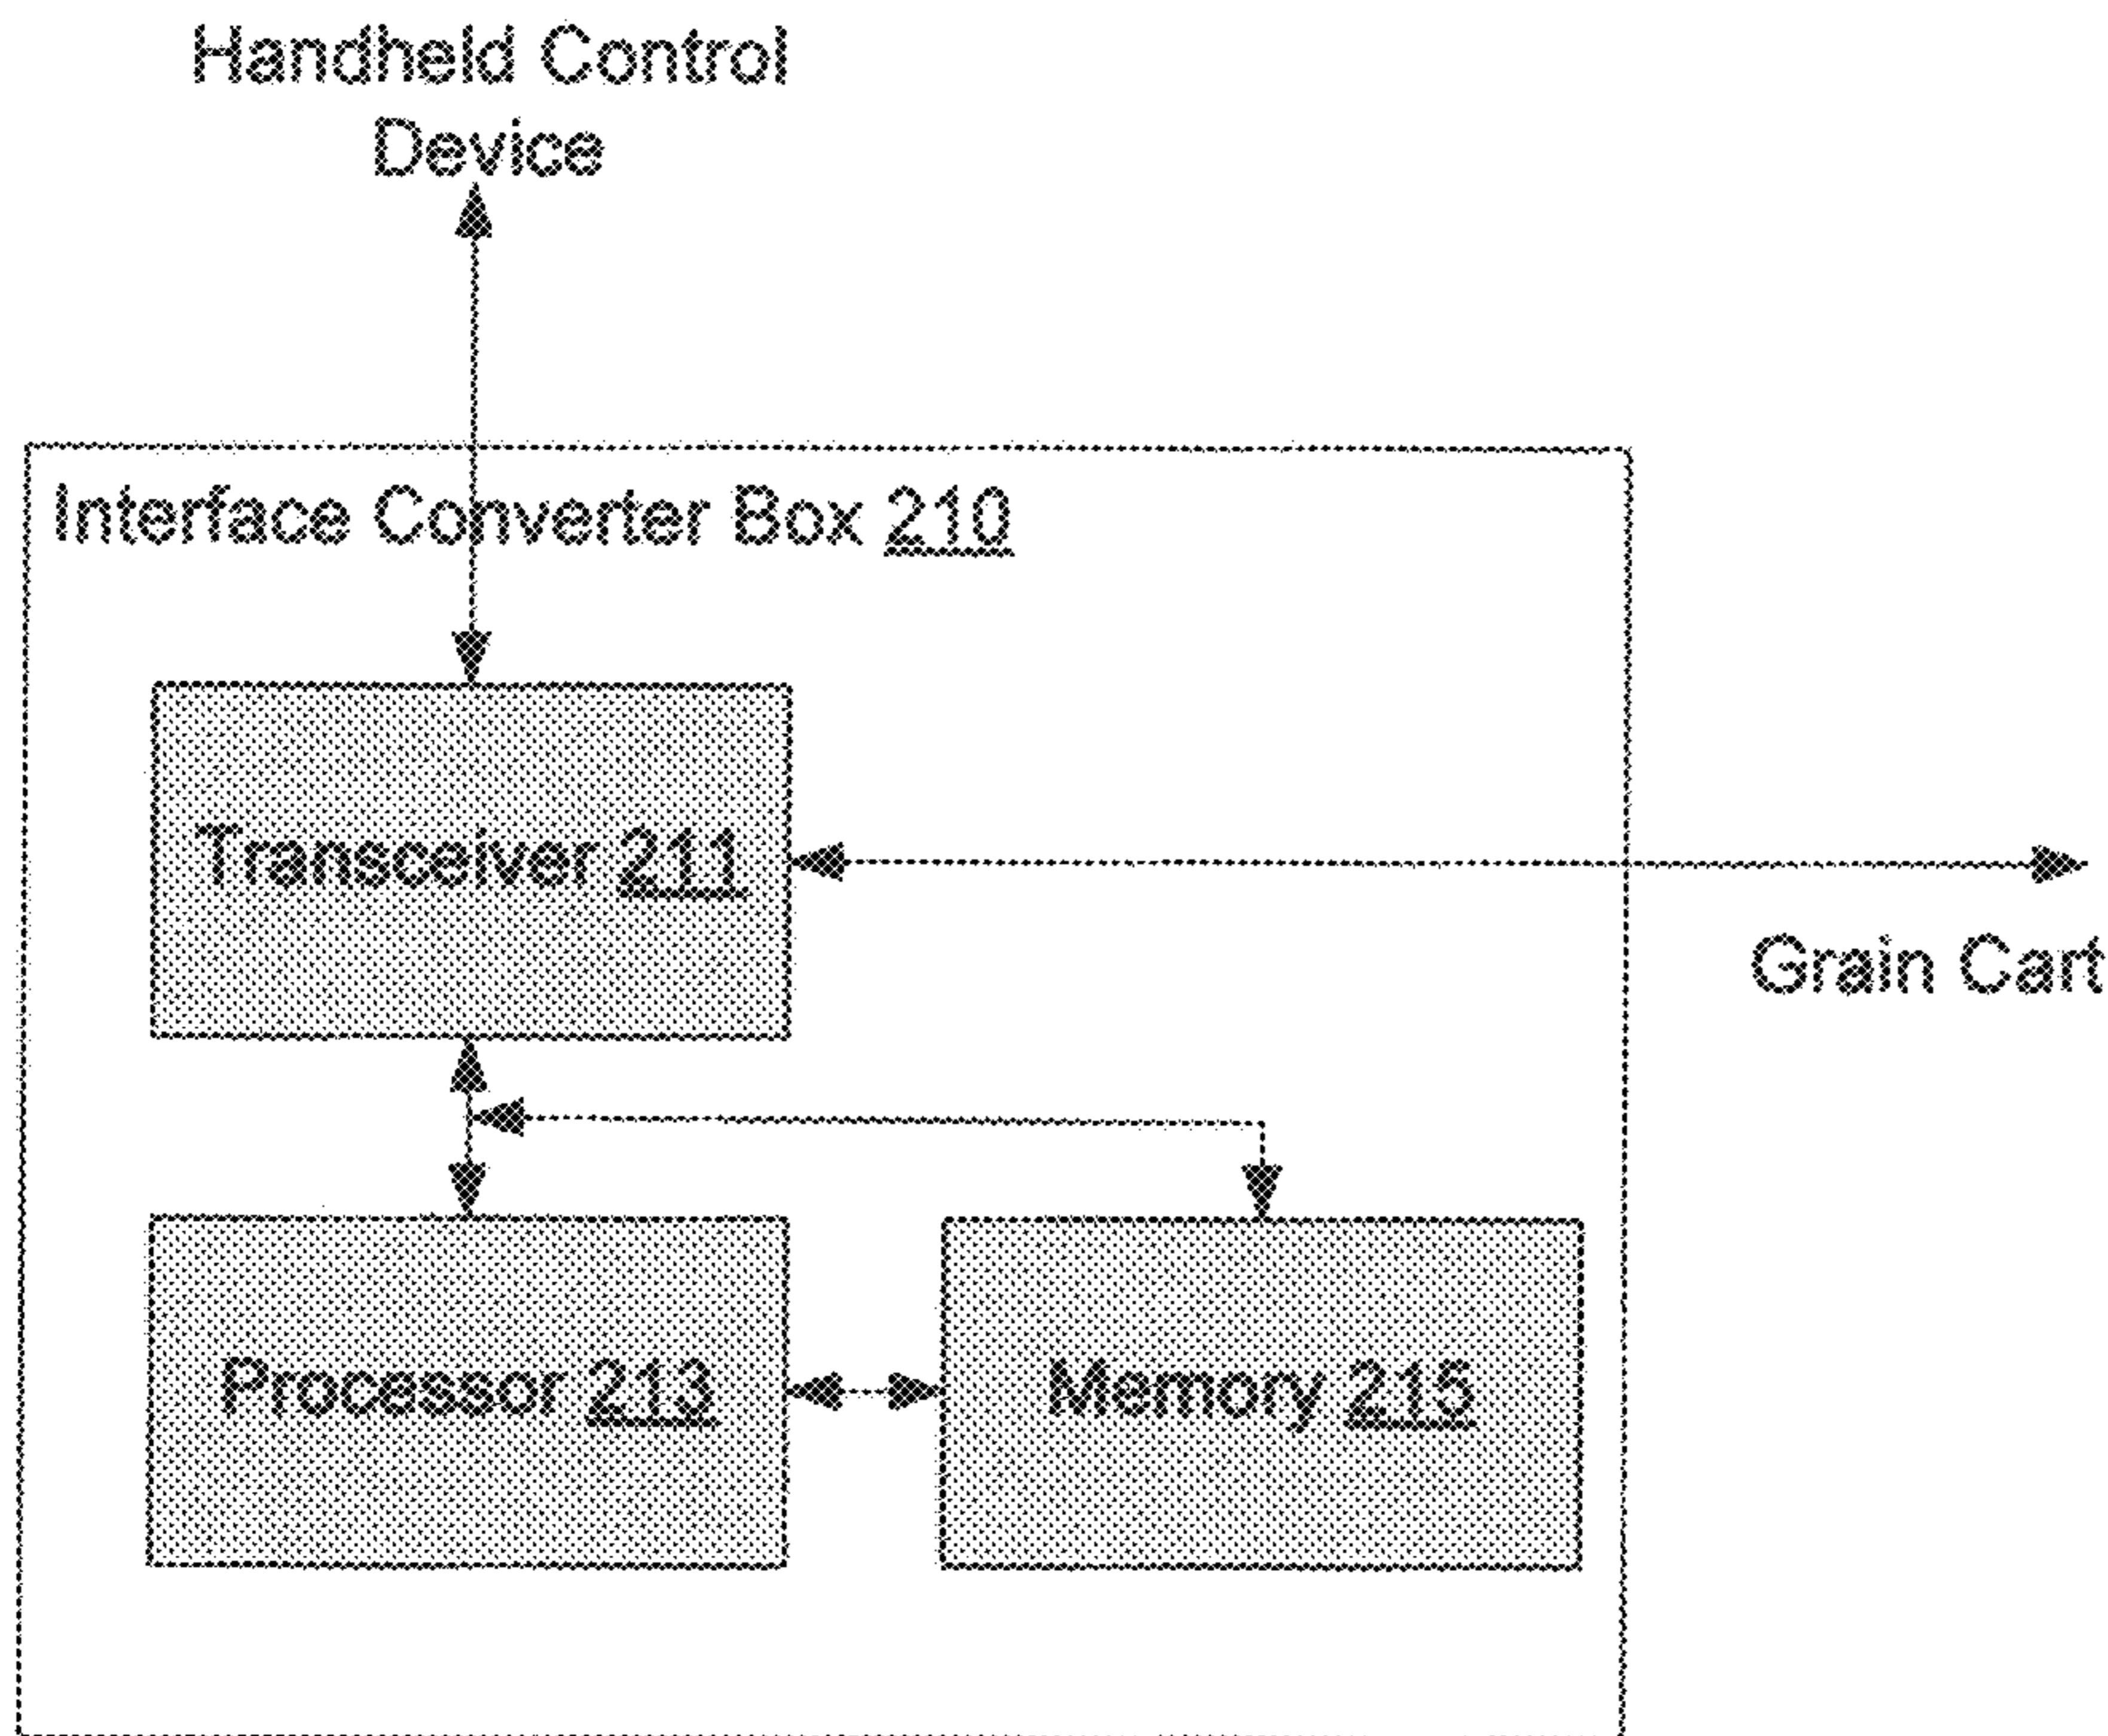 Handheld Control
Device
Interface Converter Box 210
Transceiver 211
Grain Cart
Processor 213
Memory 215